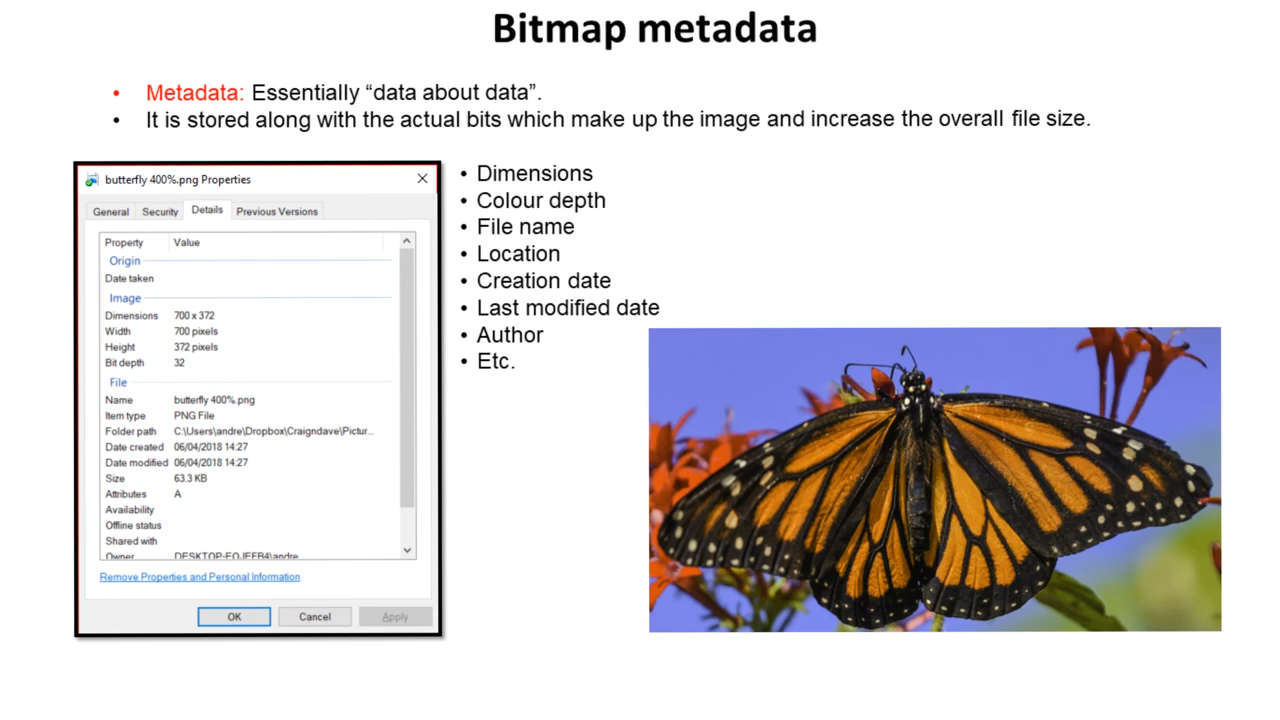 Bitmap metadata
• Metadata: Essentially “data about data”.
• It is stored along with the actual bits which make up the image and increase the overall file size.
butterfly 400%.png Properties
General Security Details Previous Versions
Property Value
Origin
Date taken
Image
Dimensions 700 x 372
Width 700 pixels
Height 372 pixels
Bit depth 32
File
Name butterfly 400%.png
Item type PNG File
Folder path C:\Users\andre\Dropbox\Craigndave\Pictur...
Date created 06/04/2018 14:27
Date modified 06/04/2018 14:27
Size 63.3 KB
Attributes A
Availability
Offline status
Shared with
Owner
Remove Properties and Personal Information
OK Cancel Apply
• Dimensions
• Colour depth
• File name
• Location
• Creation date
• Last modified date
• Author
• Etc.